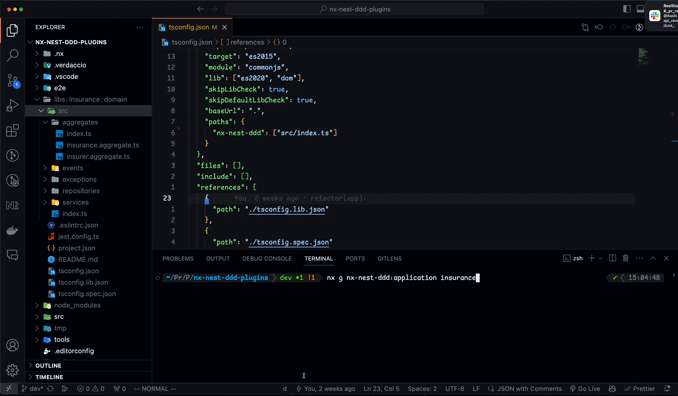 nx-nest-ddd-plugins
EXPLORER
NX-NEST-DDD-PLUGINS
.nx
.verdaccio
.vscode
e2e
libs / insurance / domain
src
aggregates
index.ts
insurance.aggregate.ts
insurer.aggregate.ts
events
exceptions
repositories
services
index.ts
.eslintrc.json
jest.config.ts
project.json
README.md
tsconfig.json
tsconfig.lib.json
tsconfig.spec.json
node_modules
src
tmp
tools
.editorconfig
OUTLINE
TIMELINE
tsconfig.json M
tsconfig.json > [ ] references > { } 0
13 "target": "es2015",
12 "module": "commonjs",
11 "lib": ["es2020", "dom"],
10 "skipLibCheck": true,
9 "skipDefaultLibCheck": true,
8 "baseUrl": ".",
7 "paths": {
6 "nx-nest-ddd": ["src/index.ts"]
5 }
4 },
3 "files": [],
2 "include": [],
1 "references": [
23 { You, 2 weeks ago • refactor(app):
1 "path": "./tsconfig.lib.json"
2 },
3 {
4 "path": "./tsconfig.spec.json"
PROBLEMS OUTPUT DEBUG CONSOLE TERMINAL PORTS GITLENS
zsh
~/Pr/P/nx-nest-ddd-plugins dev *1 !1 nx g nx-nest-ddd:application insurance
15:04:48
dev* 0 0 0 -- NORMAL -- d You, 2 weeks ago Ln 23, Col 5 Spaces: 2 UTF-8 LF JSON with Comments Go Live Prettier